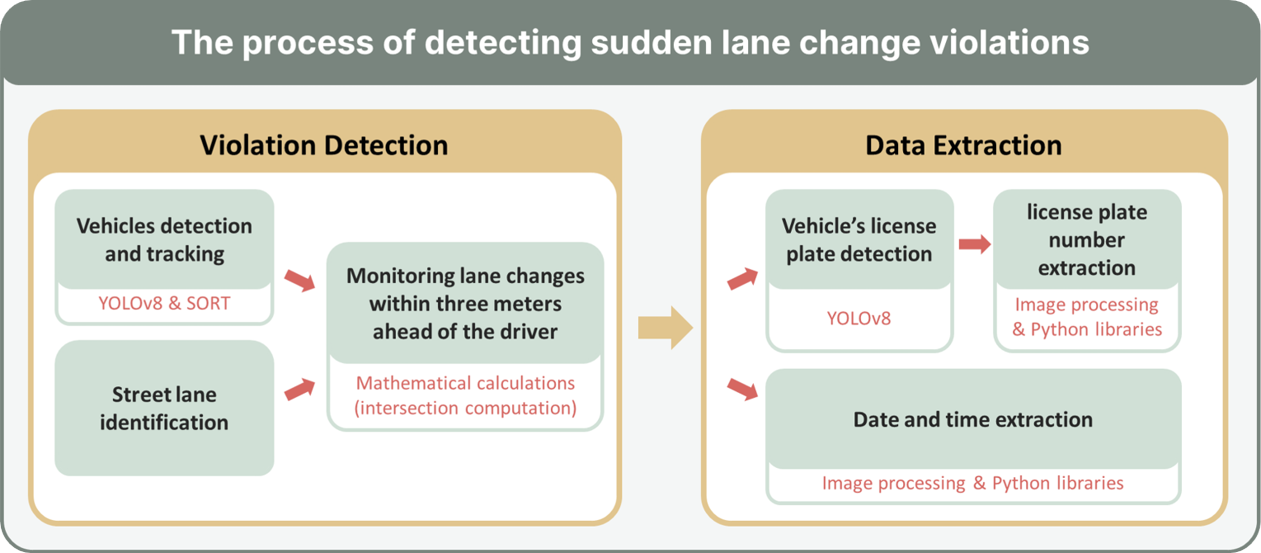 The process of detecting sudden lane change violations
Violation Detection
Vehicles detection
and tracking
YOLOv8 & SORT
Street lane
identification
Monitoring lane changes
within three meters
ahead of the driver
Mathematical calculations
(intersection computation)
Data Extraction
Vehicle's license
plate detection
YOLOv8
license plate
number
extraction
Image processing
& Python libraries
Date and time extraction
Image processing & Python libraries